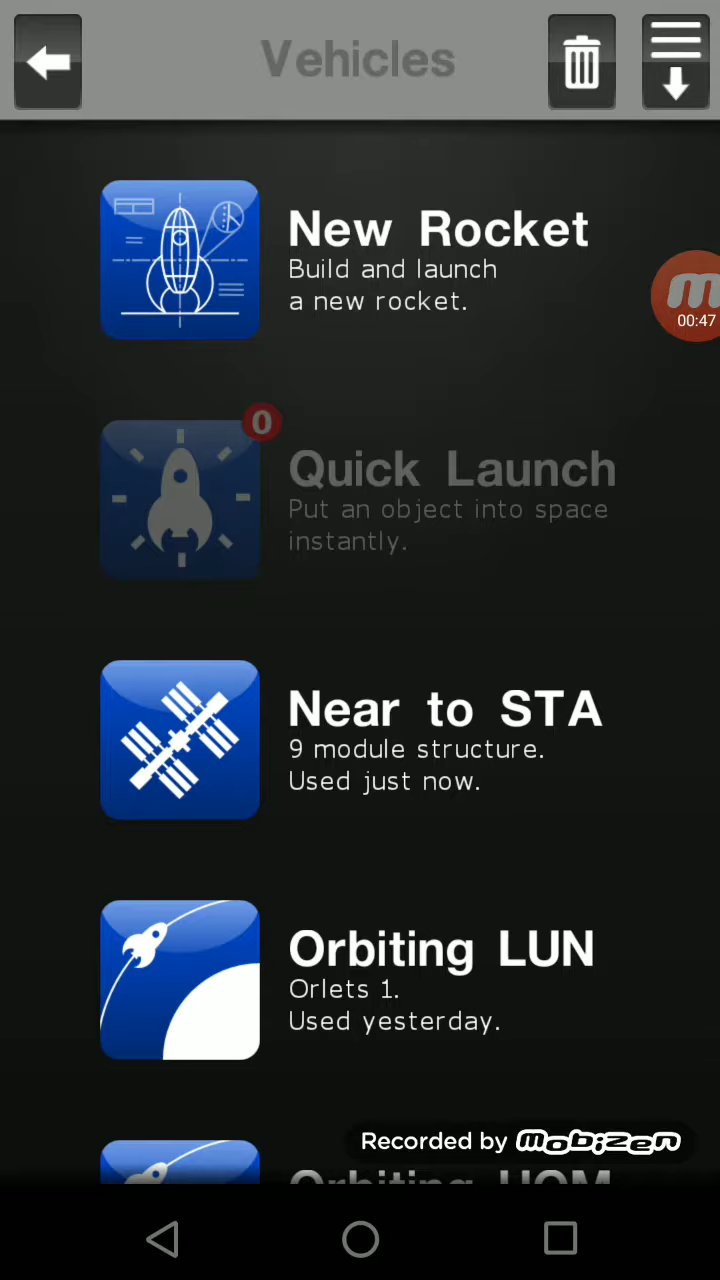 Vehicles
New Rocket
Build and launch
a new rocket.
00:47
0
Quick Launch
Put an object into space
instantly.
Near to STA
9 module structure.
Used just now.
Orbiting LUN
Orlets 1.
Used yesterday.
Recorded by mobizen
Orbiting